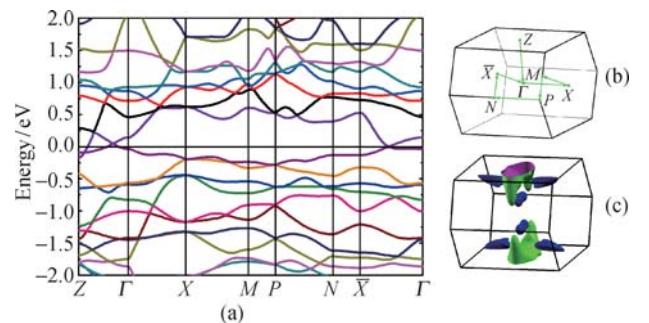 (a)
Energy / eV
2.0
1.5
1.0
0.5
0.0
−0.5
−1.0
−1.5
−2.0
Z Γ X M P N X̅ Γ
(a)
Z
X̅ M
Γ X
N P
(b)
(c)